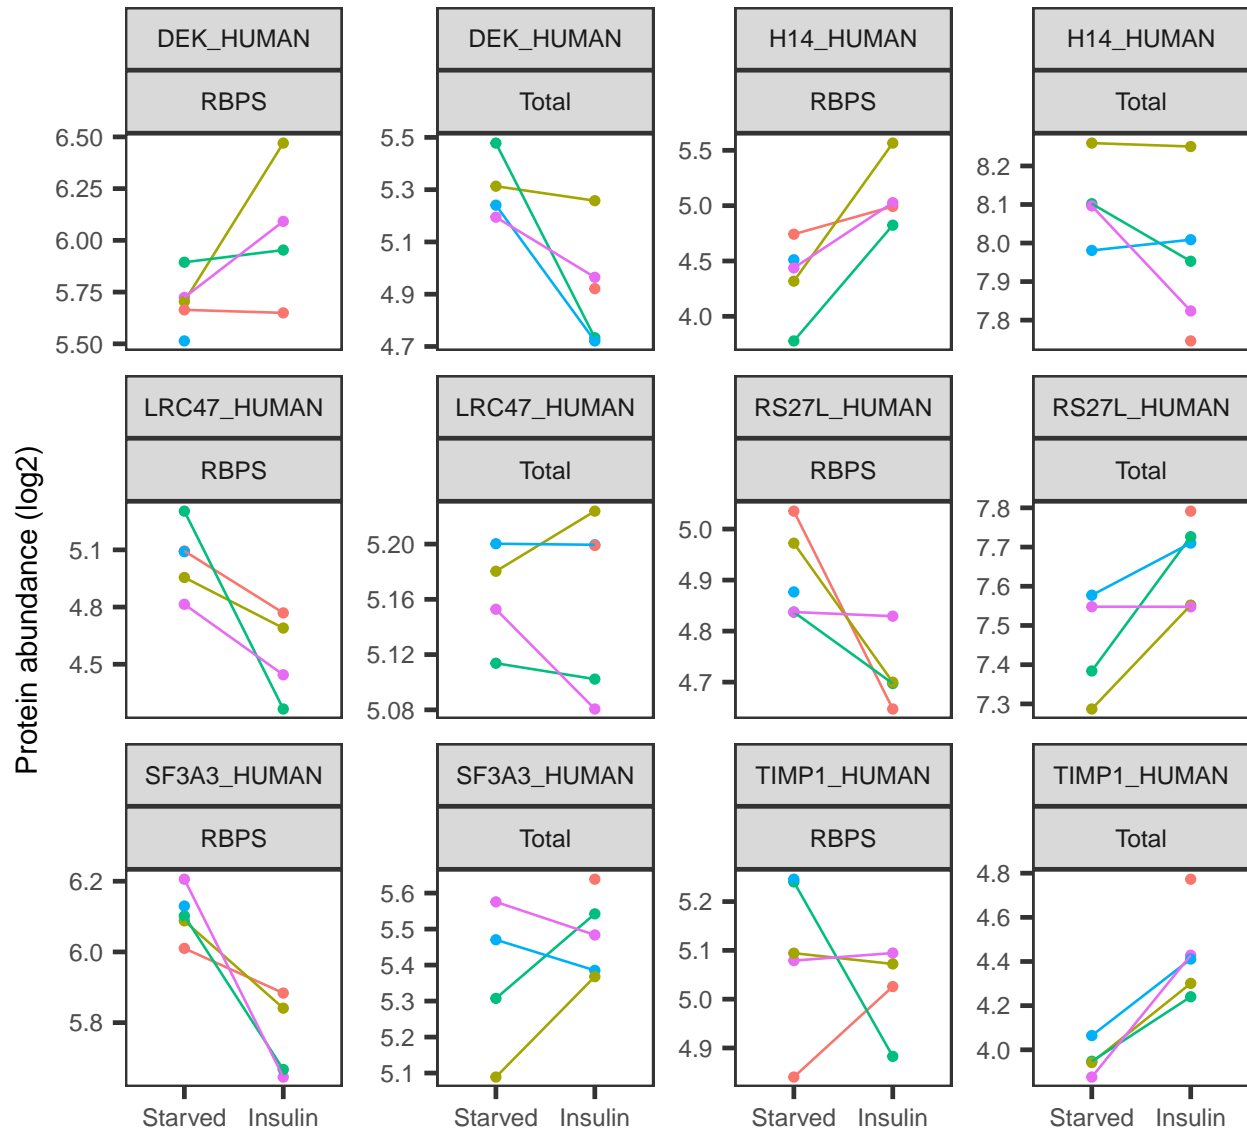 DEK_HUMAN
DEK_HUMAN
H14_HUMAN
H14_HUMAN
RBPS
Total
RBPS
Total
6.50
6.25
6.00
5.75
5.50
5.5
5.3
5.1
4.9
4.7
5.5
5.0
4.5
4.0
8.2
8.1
8.0
7.9
7.8
Protein abundance (log2)
LRC47_HUMAN
LRC47_HUMAN
RS27L_HUMAN
RS27L_HUMAN
RBPS
Total
RBPS
Total
5.1
4.8
4.5
5.20
5.16
5.12
5.08
5.0
4.9
4.8
4.7
7.8
7.7
7.6
7.5
7.4
7.3
SF3A3_HUMAN
SF3A3_HUMAN
TIMP1_HUMAN
TIMP1_HUMAN
RBPS
Total
RBPS
Total
6.2
6.0
5.8
5.6
5.5
5.4
5.3
5.2
5.1
5.2
5.1
5.0
4.9
4.8
4.6
4.4
4.2
4.0
Starved Insulin
Starved Insulin
Starved Insulin
Starved Insulin